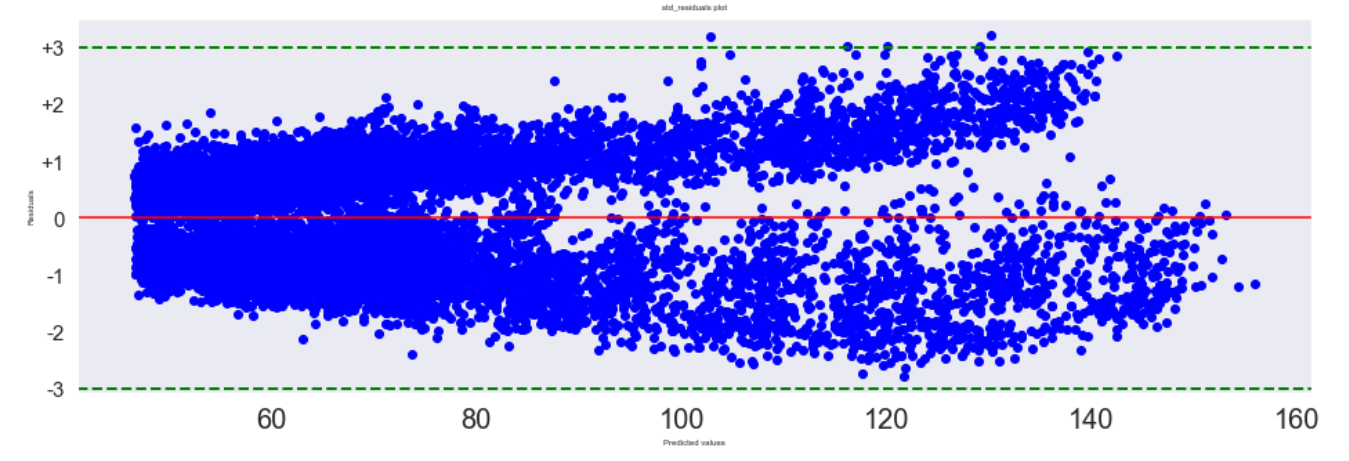 std_residuals plot
+3
+2
+1
0
-1
-2
-3
Residuals
60 80 100 120 140 160
Predicted values